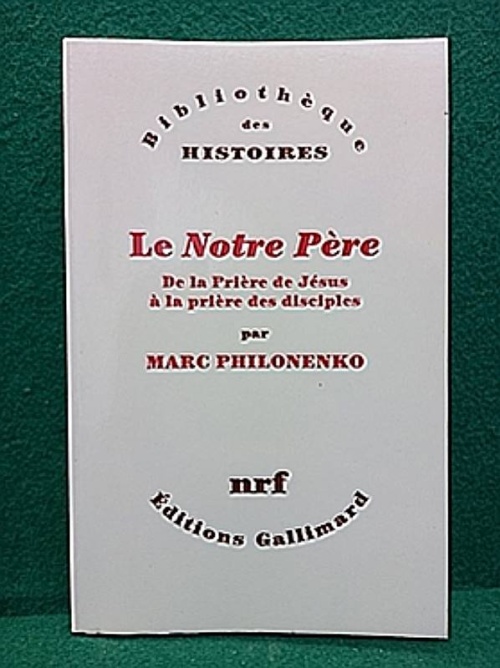 Bibliothèque
des
HISTOIRES
Le Notre Père
De la Prière de Jésus
à la prière des disciples
par
MARC PHILONENKO
nrf
Éditions Gallimard